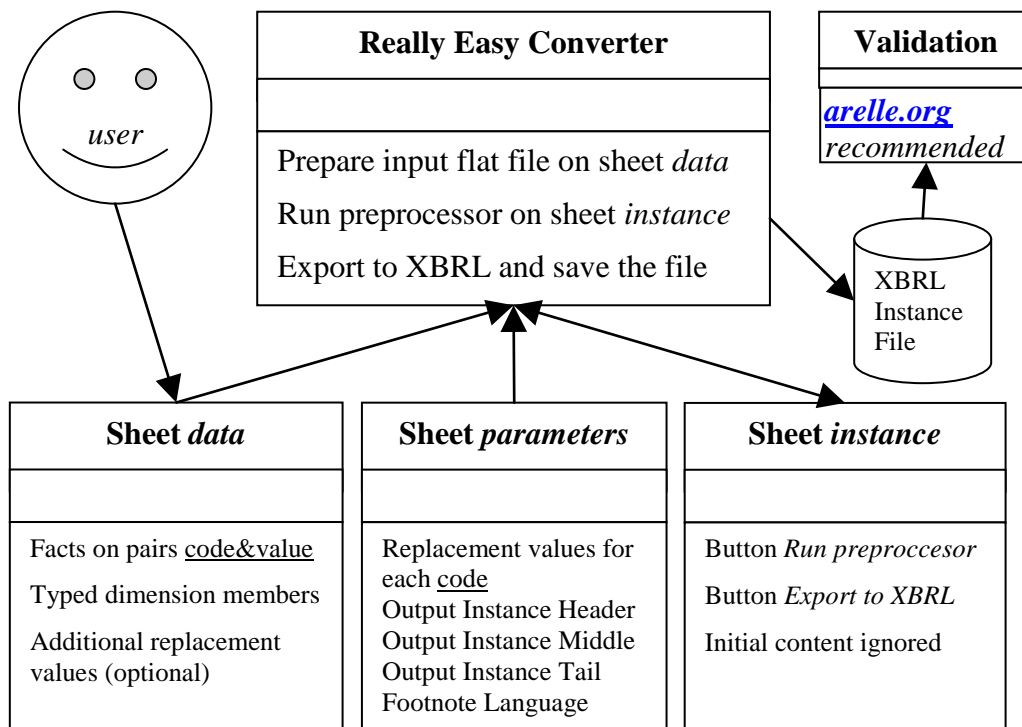 user
Really Easy Converter
Prepare input flat file on sheet data
Run preprocessor on sheet instance
Export to XBRL and save the file
Validation
arelle.org
recommended
XBRL
Instance
File
Sheet data
Facts on pairs code&value
Typed dimension members
Additional replacement
values (optional)
Sheet parameters
Replacement values for
each code
Output Instance Header
Output Instance Middle
Output Instance Tail
Footnote Language
Sheet instance
Button Run preproccesor
Button Export to XBRL
Initial content ignored